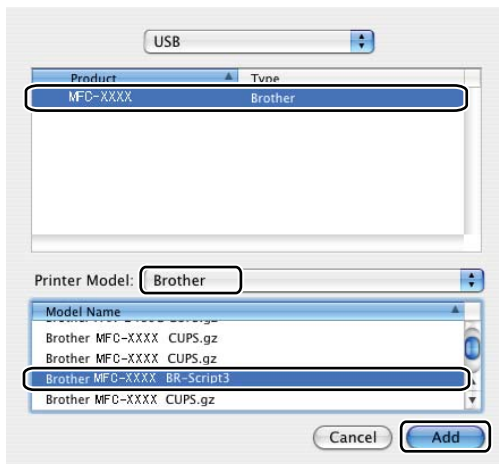 USB
Product Type
MFC-XXXX Brother
Printer Model: Brother
Model Name
Brother MFC-XXXX CUPS.gz
Brother MFC-XXXX CUPS.gz
Brother MFC-XXXX BR-Script3
Brother MFC-XXXX CUPS.gz
Cancel Add